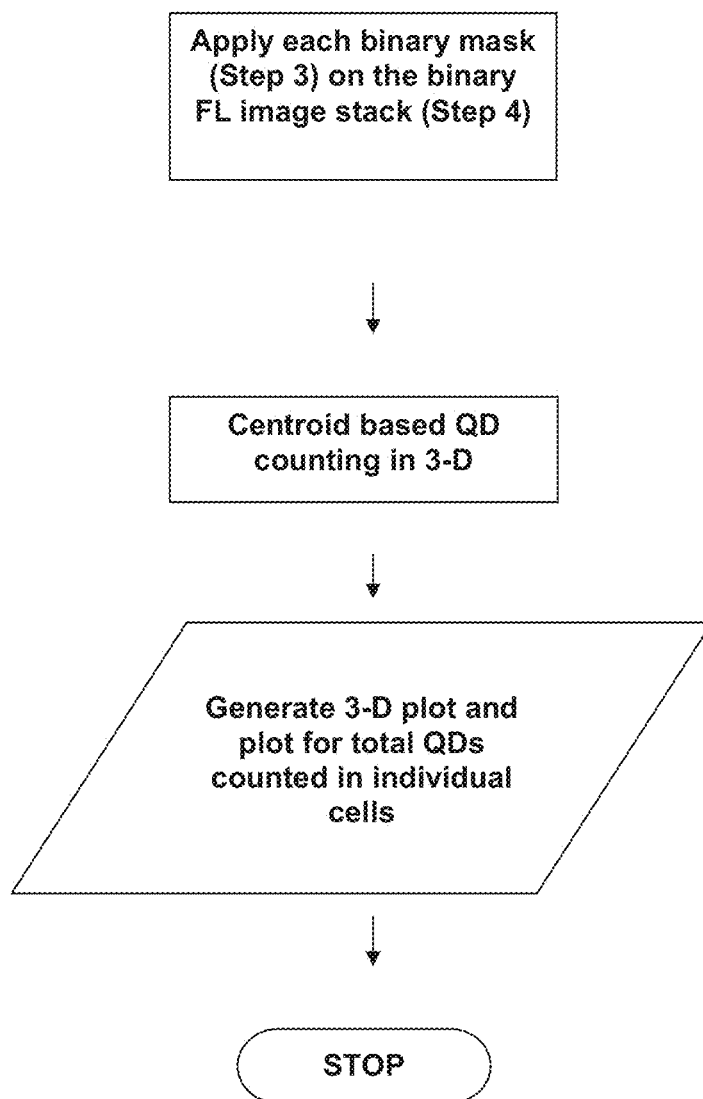 Apply each binary mask
(Step 3) on the binary
FL image stack (Step 4)
Centroid based QD
counting in 3-D
Generate 3-D plot and
plot for total QDs
counted in individual
cells
STOP